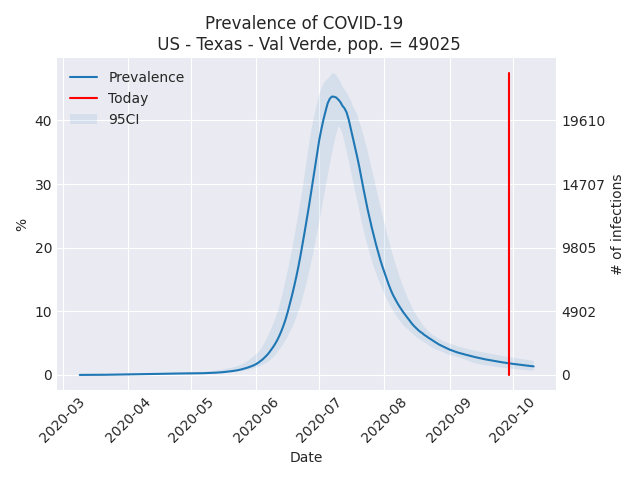 Prevalence of COVID-19
US - Texas - Val Verde, pop. = 49025
Prevalence
Today
95CI
40
30
20
10
0
%
19610
14707
9805
4902
0
# of infections
2020-03
2020-04
2020-05
2020-06
2020-07
2020-08
2020-09
2020-10
Date